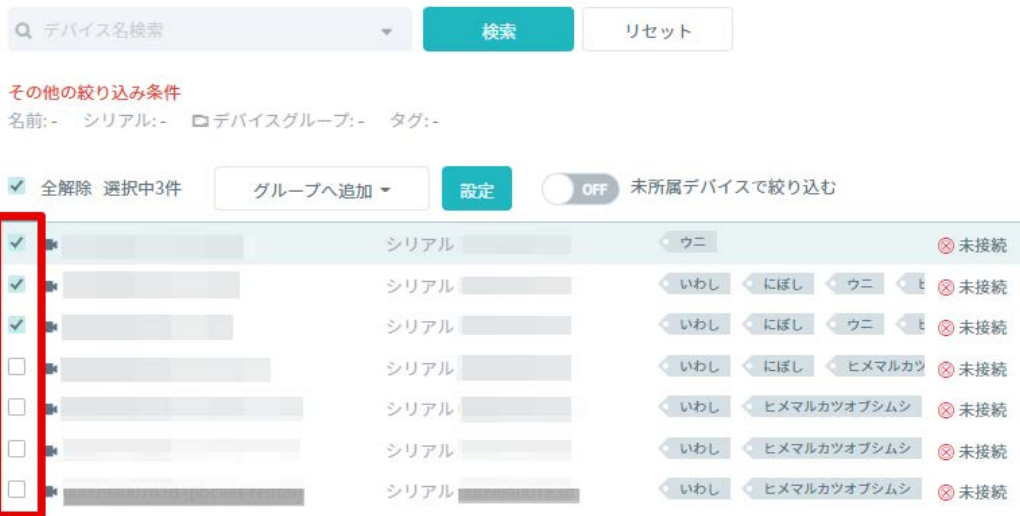 デバイス名検索 検索 リセット
その他の絞り込み条件
名前: - シリアル: - デバイスグループ: - タグ: -
全解除 選択中3件 グループへ追加 設定 OFF 未所属デバイスで絞り込む
シリアル ウニ 未接続
シリアル いわし にぼし ウニ ヒ 未接続
シリアル いわし にぼし ウニ ヒ 未接続
シリアル いわし にぼし ヒメマルカツ 未接続
シリアル いわし ヒメマルカツオブシムシ 未接続
シリアル いわし ヒメマルカツオブシムシ 未接続
シリアル いわし ヒメマルカツオブシムシ 未接続